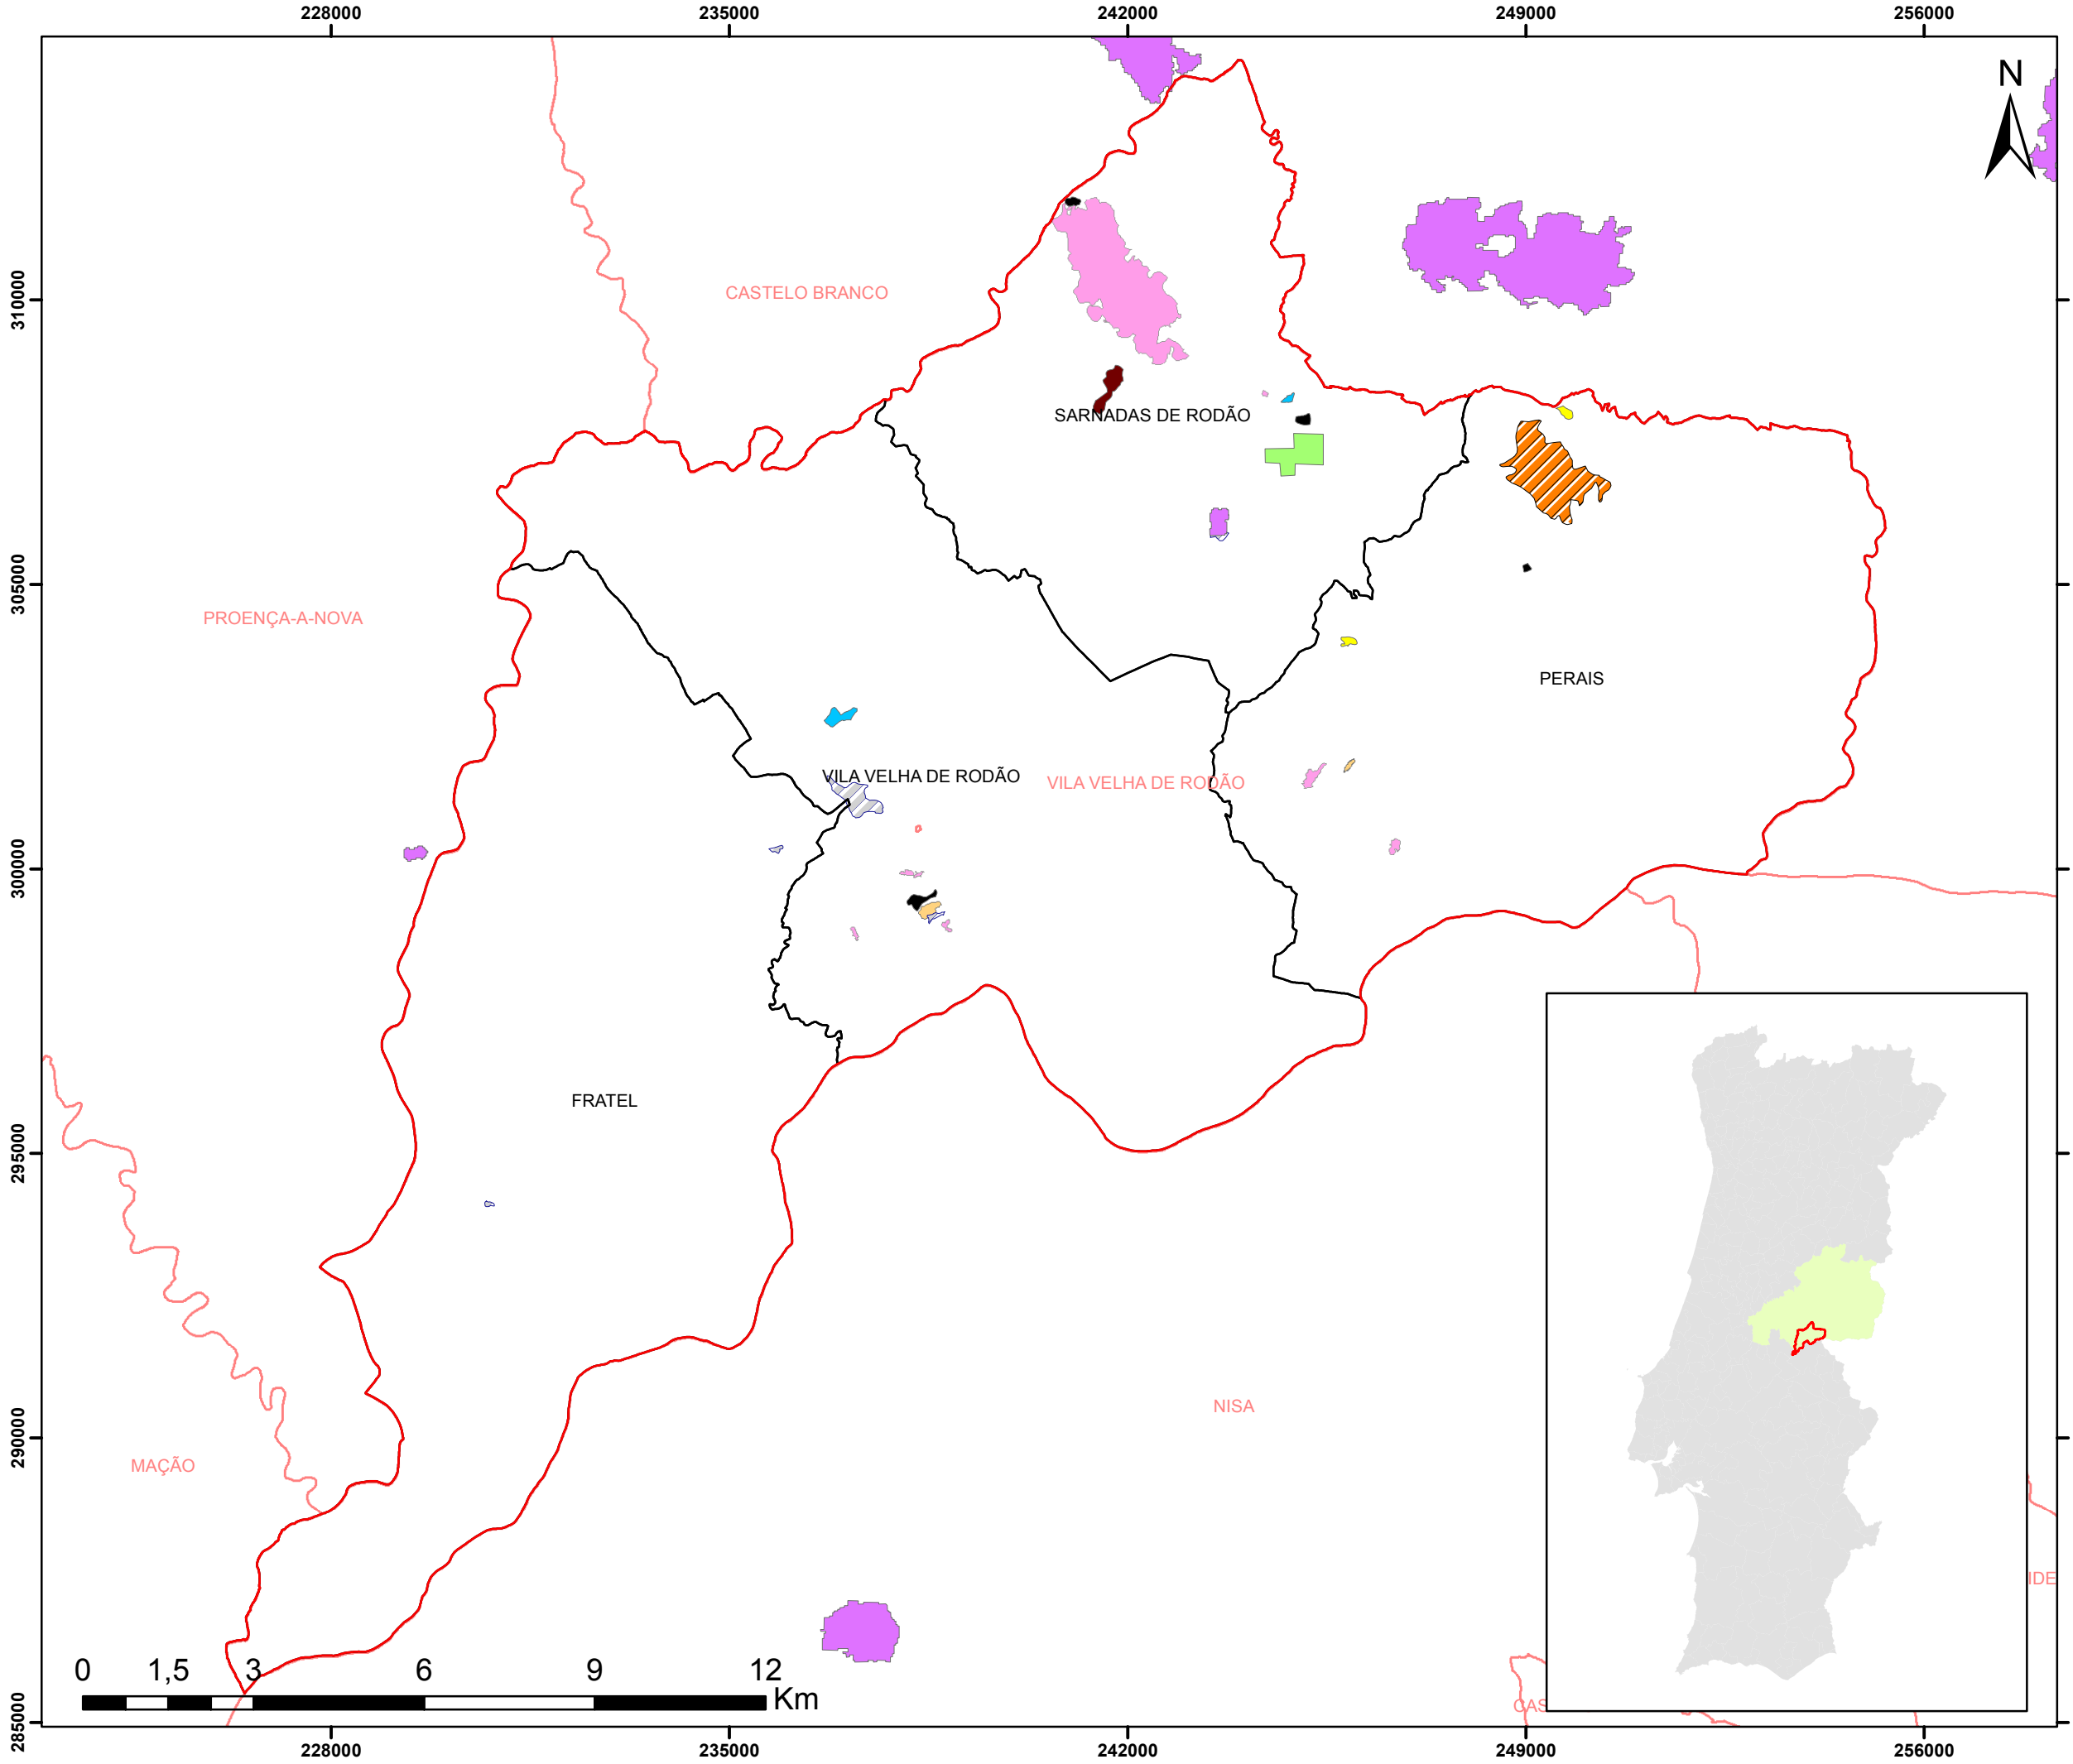 228000 235000 242000 249000 256000
N
310000
CASTELO BRANCO
SARNADAS DE RODÃO
305000
PROENÇA-A-NOVA
PERAIS
VILA VELHA DE RODÃO
VILA VELHA DE RODÃO
300000
FRATEL
295000
NISA
290000
MAÇÃO
IDE
0 1,5 3 6 9 12
Km
CAS
285000
228000 235000 242000 249000 256000